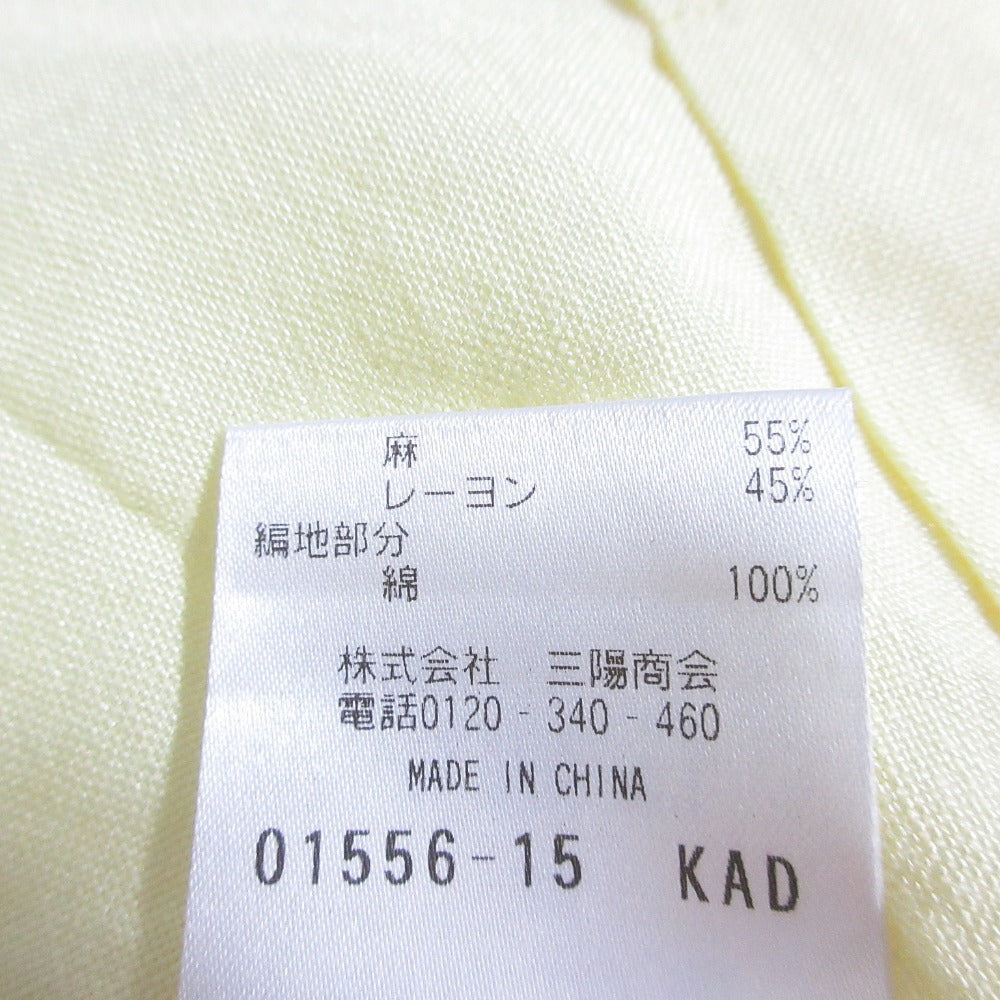 麻 55%
レーヨン 45%
編地部分
綿 100%
株式会社 三陽商会
電話0120-340-460
MADE IN CHINA
01556-15 KAD